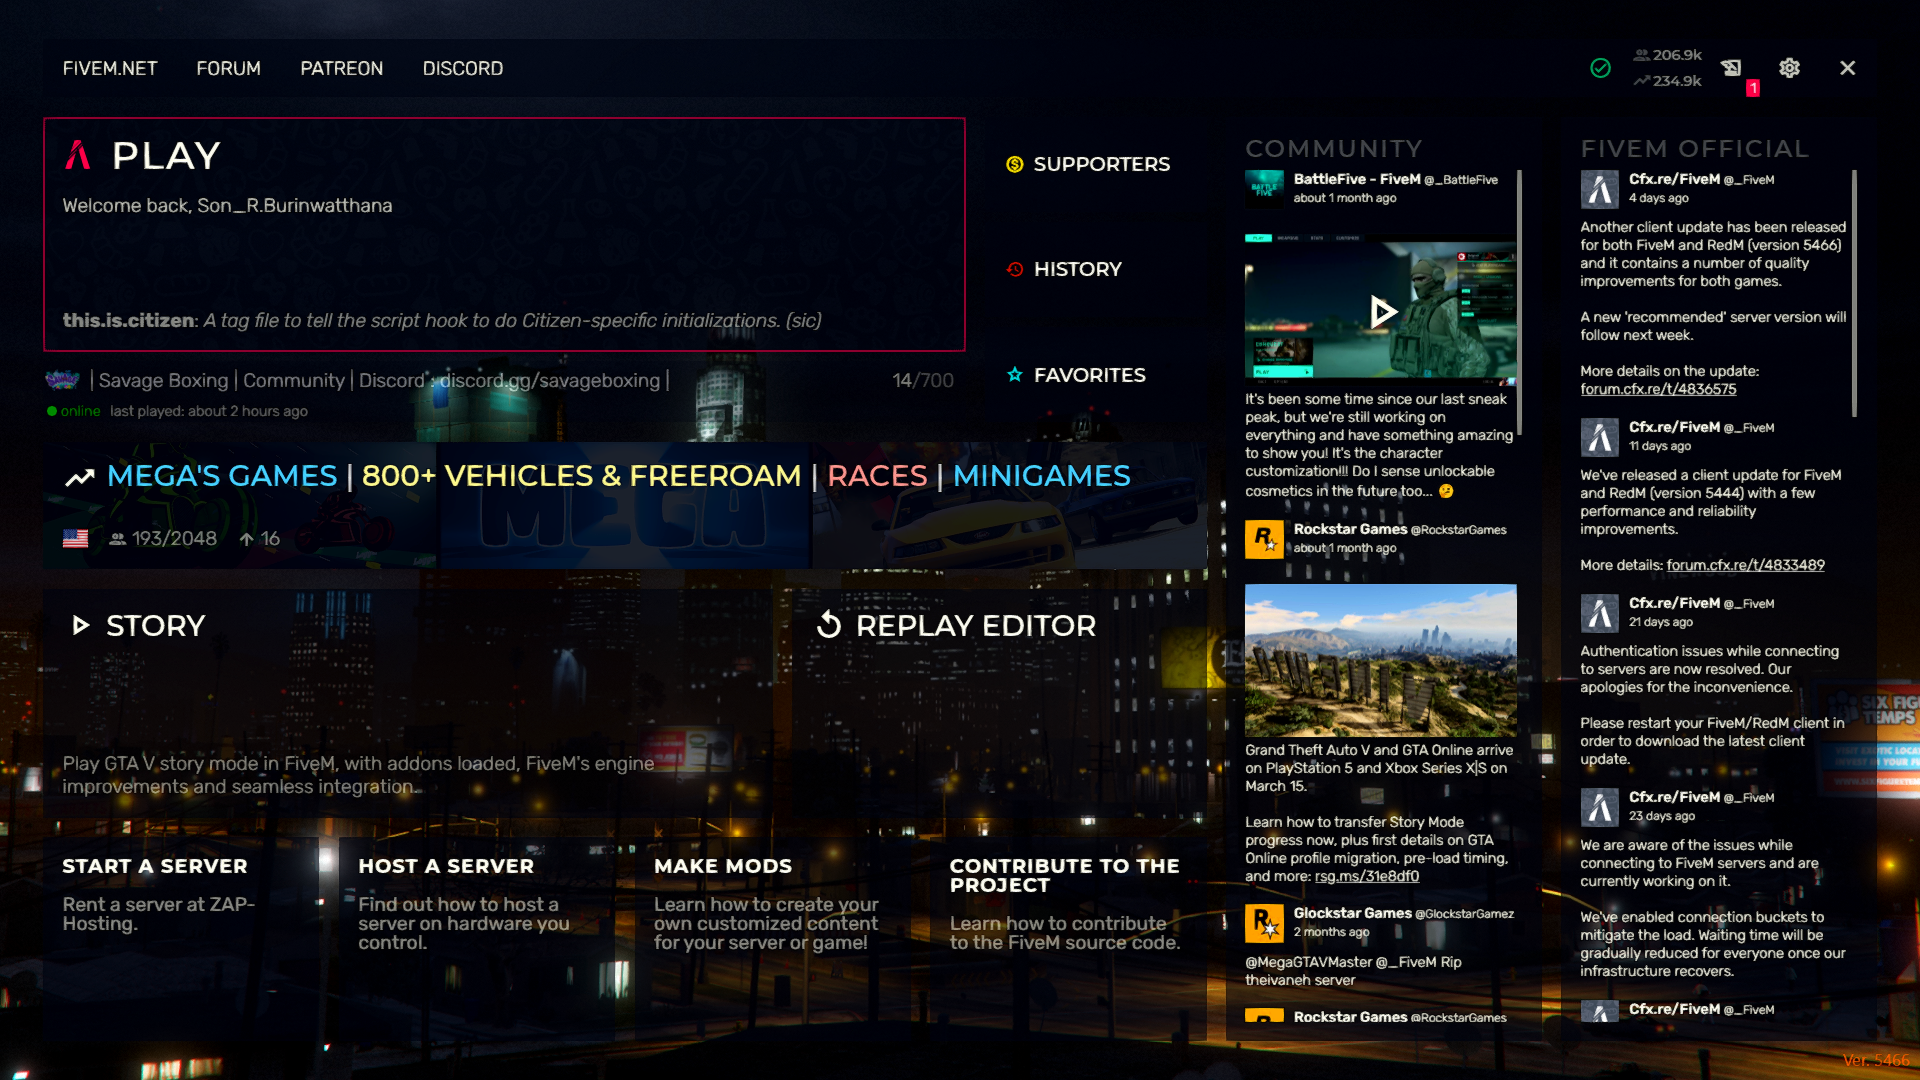 FIVEM.NET
FORUM
PATREON
DISCORD
206.9k
234.9k
1
PLAY
Welcome back, Son_R.Burinwatthana
this.is.citizen: A tag file to tell the script hook to do Citizen-specific initializations. (sic)
| Savage Boxing | Community | Discord : discord.gg/savageboxing |
14/700
online last played: about 2 hours ago
SUPPORTERS
HISTORY
FAVORITES
MEGA'S GAMES | 800+ VEHICLES & FREEROAM | RACES | MINIGAMES
MEGA
193/2048
16
STORY
Play GTA V story mode in FiveM, with addons loaded, FiveM's engine
improvements and seamless integration.
REPLAY EDITOR
START A SERVER
Rent a server at ZAP-
Hosting.
HOST A SERVER
Find out how to host a
server on hardware you
control.
MAKE MODS
Learn how to create your
own customized content
for your server or game!
CONTRIBUTE TO THE
PROJECT
Learn how to contribute
to the FiveM source code.
COMMUNITY
BATTLE
FIVE
BattleFive - FiveM @_BattleFive
about 1 month ago
PLAY
It's been some time since our last sneak
peak, but we're still working on
everything and have something amazing
to show you! It's the character
customization!!! Do I sense unlockable
cosmetics in the future too... 🤔
Rockstar Games @RockstarGames
about 1 month ago
Grand Theft Auto V and GTA Online arrive
on PlayStation 5 and Xbox Series X|S on
March 15.
Learn how to transfer Story Mode
progress now, plus first details on GTA
Online profile migration, pre-load timing,
and more: rsg.ms/31e8df0
Glockstar Games @GlockstarGamez
2 months ago
@MegaGTAVMaster @_FiveM Rip
theivaneh server
Rockstar Games @RockstarGames
FIVEM OFFICIAL
Cfx.re/FiveM @_FiveM
4 days ago
Another client update has been released
for both FiveM and RedM (version 5466)
and it contains a number of quality
improvements for both games.
A new 'recommended' server version will
follow next week.
More details on the update:
forum.cfx.re/t/4836575
Cfx.re/FiveM @_FiveM
11 days ago
We've released a client update for FiveM
and RedM (version 5444) with a few
performance and reliability
improvements.
More details: forum.cfx.re/t/4833489
Cfx.re/FiveM @_FiveM
21 days ago
Authentication issues while connecting
to servers are now resolved. Our
apologies for the inconvenience.
Please restart your FiveM/RedM client in
order to download the latest client
update.
Cfx.re/FiveM @_FiveM
23 days ago
We are aware of the issues while
connecting to FiveM servers and are
currently working on it.
We've enabled connection buckets to
mitigate the load. Waiting time will be
gradually reduced for everyone once our
infrastructure recovers.
Cfx.re/FiveM @_FiveM
SIX FIGU
TEMPS
Ver. 5466